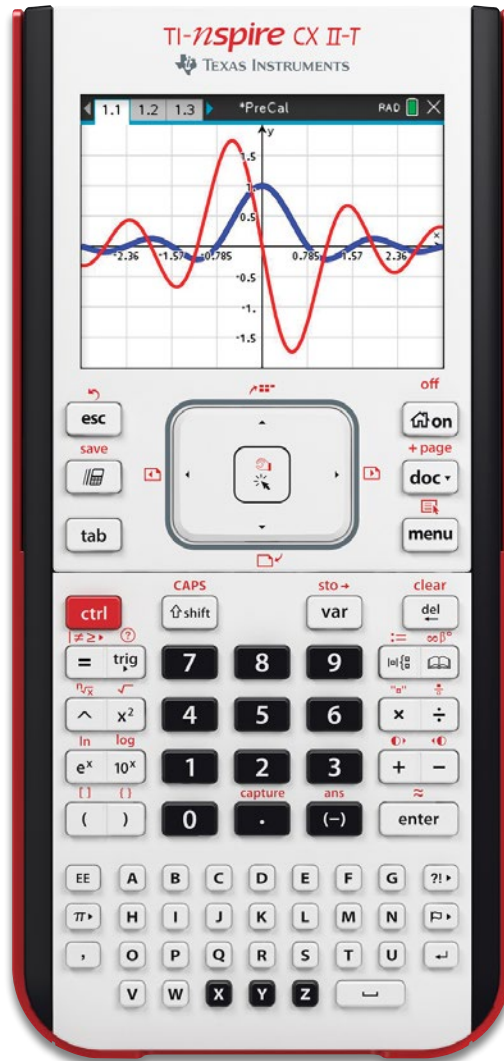 TI-nspire CX II-T
TEXAS INSTRUMENTS
1.1 1.2 1.3 *PreCal RAD
y
1.5
1.
0.5
x
-2.36 -1.57 -0.785 0.785 1.57 2.36
-0.5
-1.
-1.5
off
esc on
save + page
doc
tab menu
CAPS sto→ clear
ctrl ⇧shift var del
←
|≠≥▸ ? := ∞β°
= trig 7 8 9 |□|{
ⁿ√x √ "□"
^ x² 4 5 6 × ÷
ln log
eˣ 10ˣ 1 2 3 + −
[ ] { } capture ans ≈
( ) 0 . (−) enter
EE A B C D E F G ?!▸
π▸ H I J K L M N
, O P Q R S T U ↵
V W X Y Z